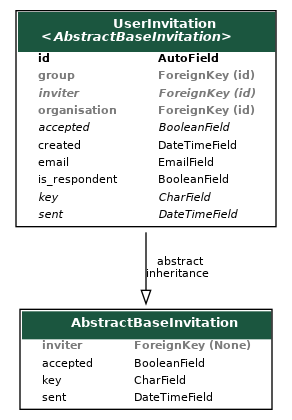 UserInvitation
<AbstractBaseInvitation>
id AutoField
group ForeignKey (id)
inviter ForeignKey (id)
organisation ForeignKey (id)
accepted BooleanField
created DateTimeField
email EmailField
is_respondent BooleanField
key CharField
sent DateTimeField
abstract
inheritance
AbstractBaseInvitation
inviter ForeignKey (None)
accepted BooleanField
key CharField
sent DateTimeField